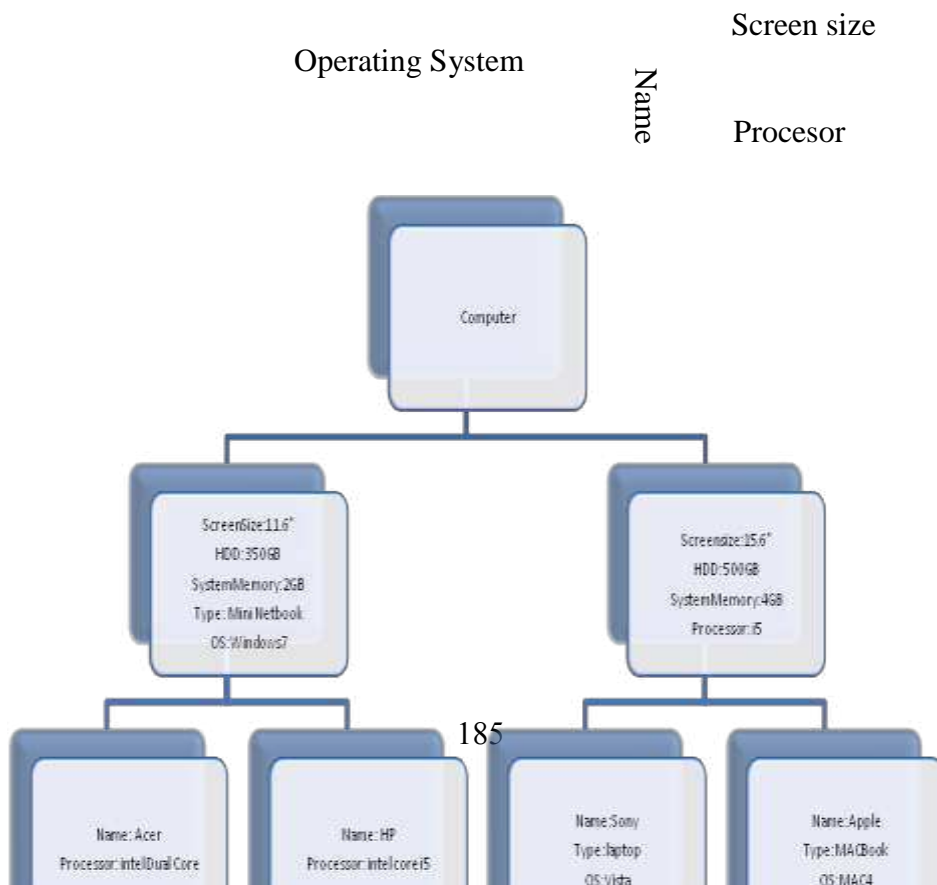 Screen size
Operating System
Name
Procesor
Computer
ScreenSize:11.6"
HDD:350GB
SystemMemory:2GB
Type: Mini Netbook
OS:Windows7
Screensize:15.6"
HDD:500GB
SystemMemory:4GB
Processor:i5
185
Name: Acer
Processor:intelDual Core
Name: HP
Processor:intelcorei5
Name:Sony
Type:laptop
OS:Vista
Name:Apple
Type:MACBook
OS:MAC4